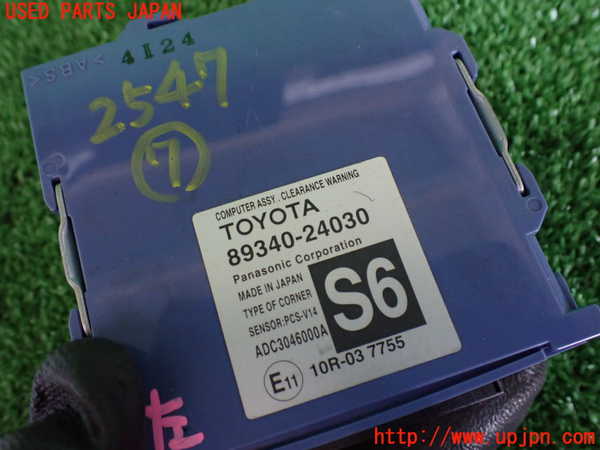 USED PARTS JAPAN
>ABS<
4I24
2547
7
COMPUTER ASSY, CLEARANCE WARNING
TOYOTA
89340-24030
Panasonic Corporation
MADE IN JAPAN
TYPE OF CORNER
SENSOR:PCS-V14
ADC3046000A
S6
E11
10R-03 7755
左
http://www.upjpn.com/